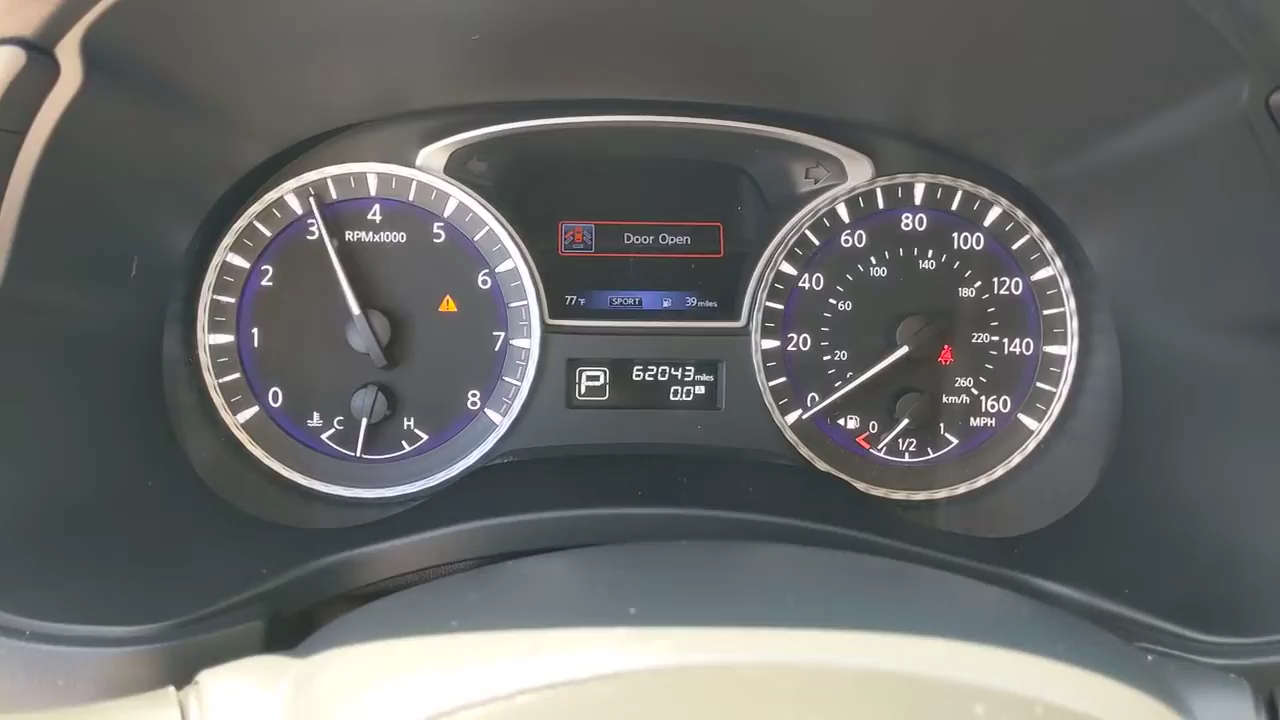 Door Open
77°F SPORT 39 miles
P
62043 miles
0.0 A
0 1 2 3 4 5 6 7 8
RPMx1000
C H
0 20 40 60 80 100 120 140 160
MPH
20 60 100 140 180 220 260
km/h
0 1/2 1